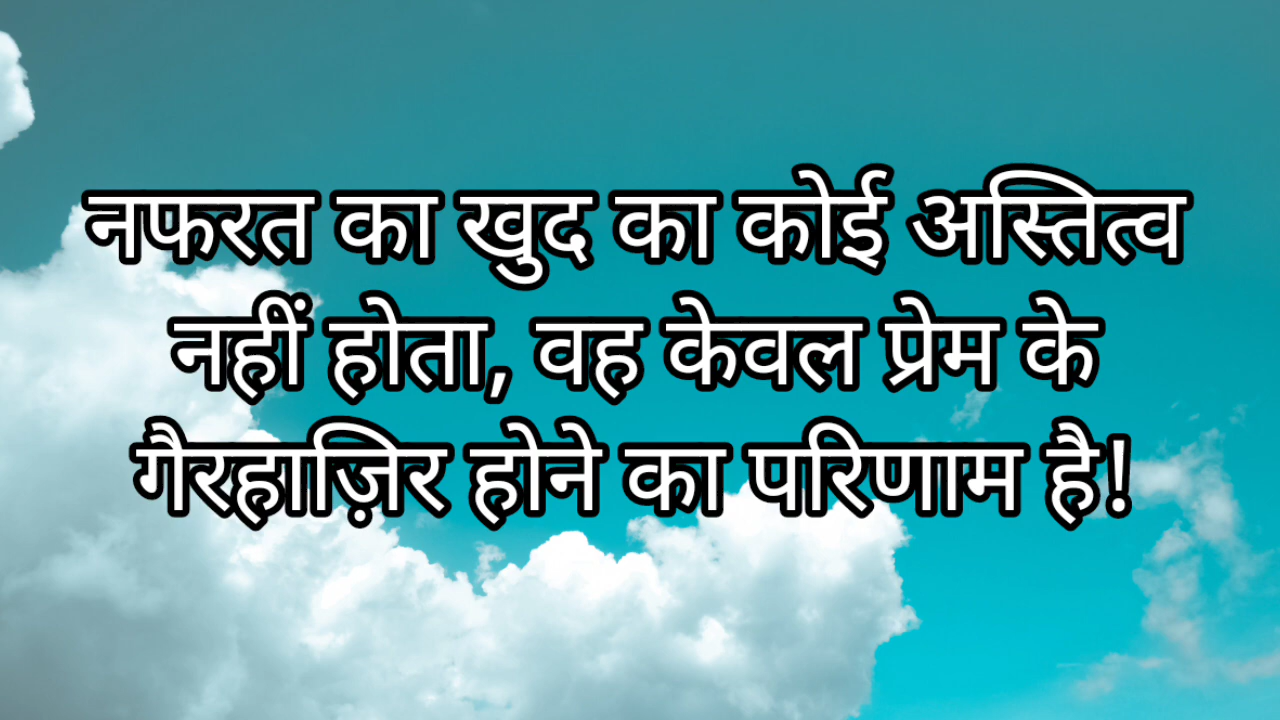 नफरत का खुद का कोई अस्तित्व
नहीं होता, वह केवल प्रेम के
गैरहाज़िर होने का परिणाम है!